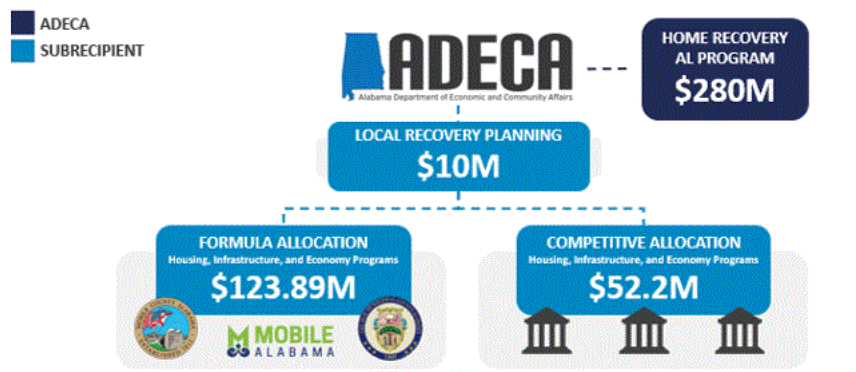 ADECA
SUBRECIPIENT
ADECA
Alabama Department of Economic and Community Affairs
HOME RECOVERY
AL PROGRAM
$280M
LOCAL RECOVERY PLANNING
$10M
FORMULA ALLOCATION
Housing, Infrastructure, and Economy Programs
$123.89M
MOBILE
ALABAMA
COMPETITIVE ALLOCATION
Housing, Infrastructure, and Economy Programs
$52.2M